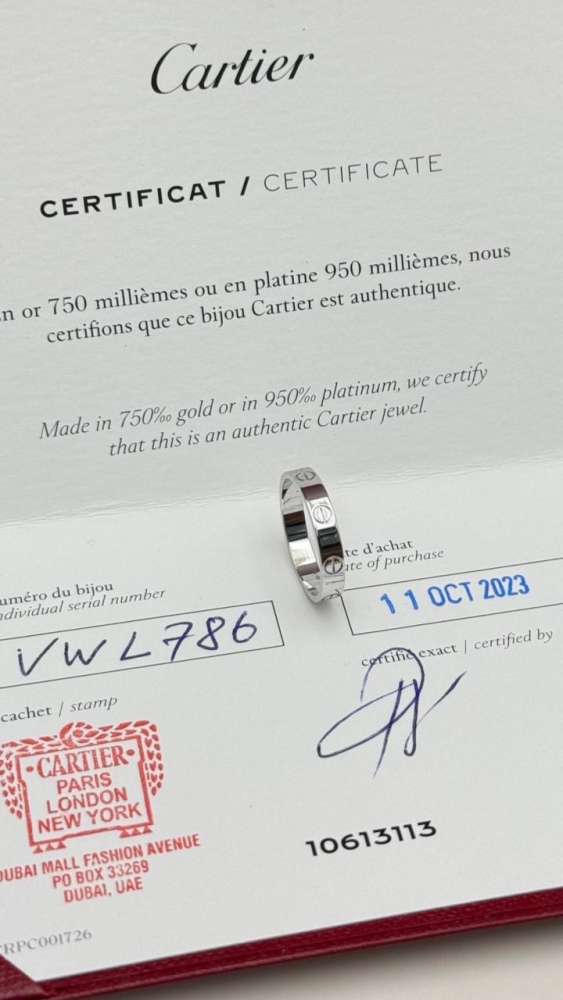 Cartier
CERTIFICAT / CERTIFICATE
n or 750 millièmes ou en platine 950 millièmes, nous
certifions que ce bijou Cartier est authentique.
Made in 750‰ gold or in 950‰ platinum, we certify
that this is an authentic Cartier jewel.
uméro du bijou
ndividual serial number
VWL786
te d'achat
te of purchase
11 OCT 2023
cachet / stamp
certifié exact | certified by
CARTIER
PARIS
LONDON
NEW YORK
DUBAI MALL FASHION AVENUE
PO BOX 33269
DUBAI, UAE
10613113
CRPC001726